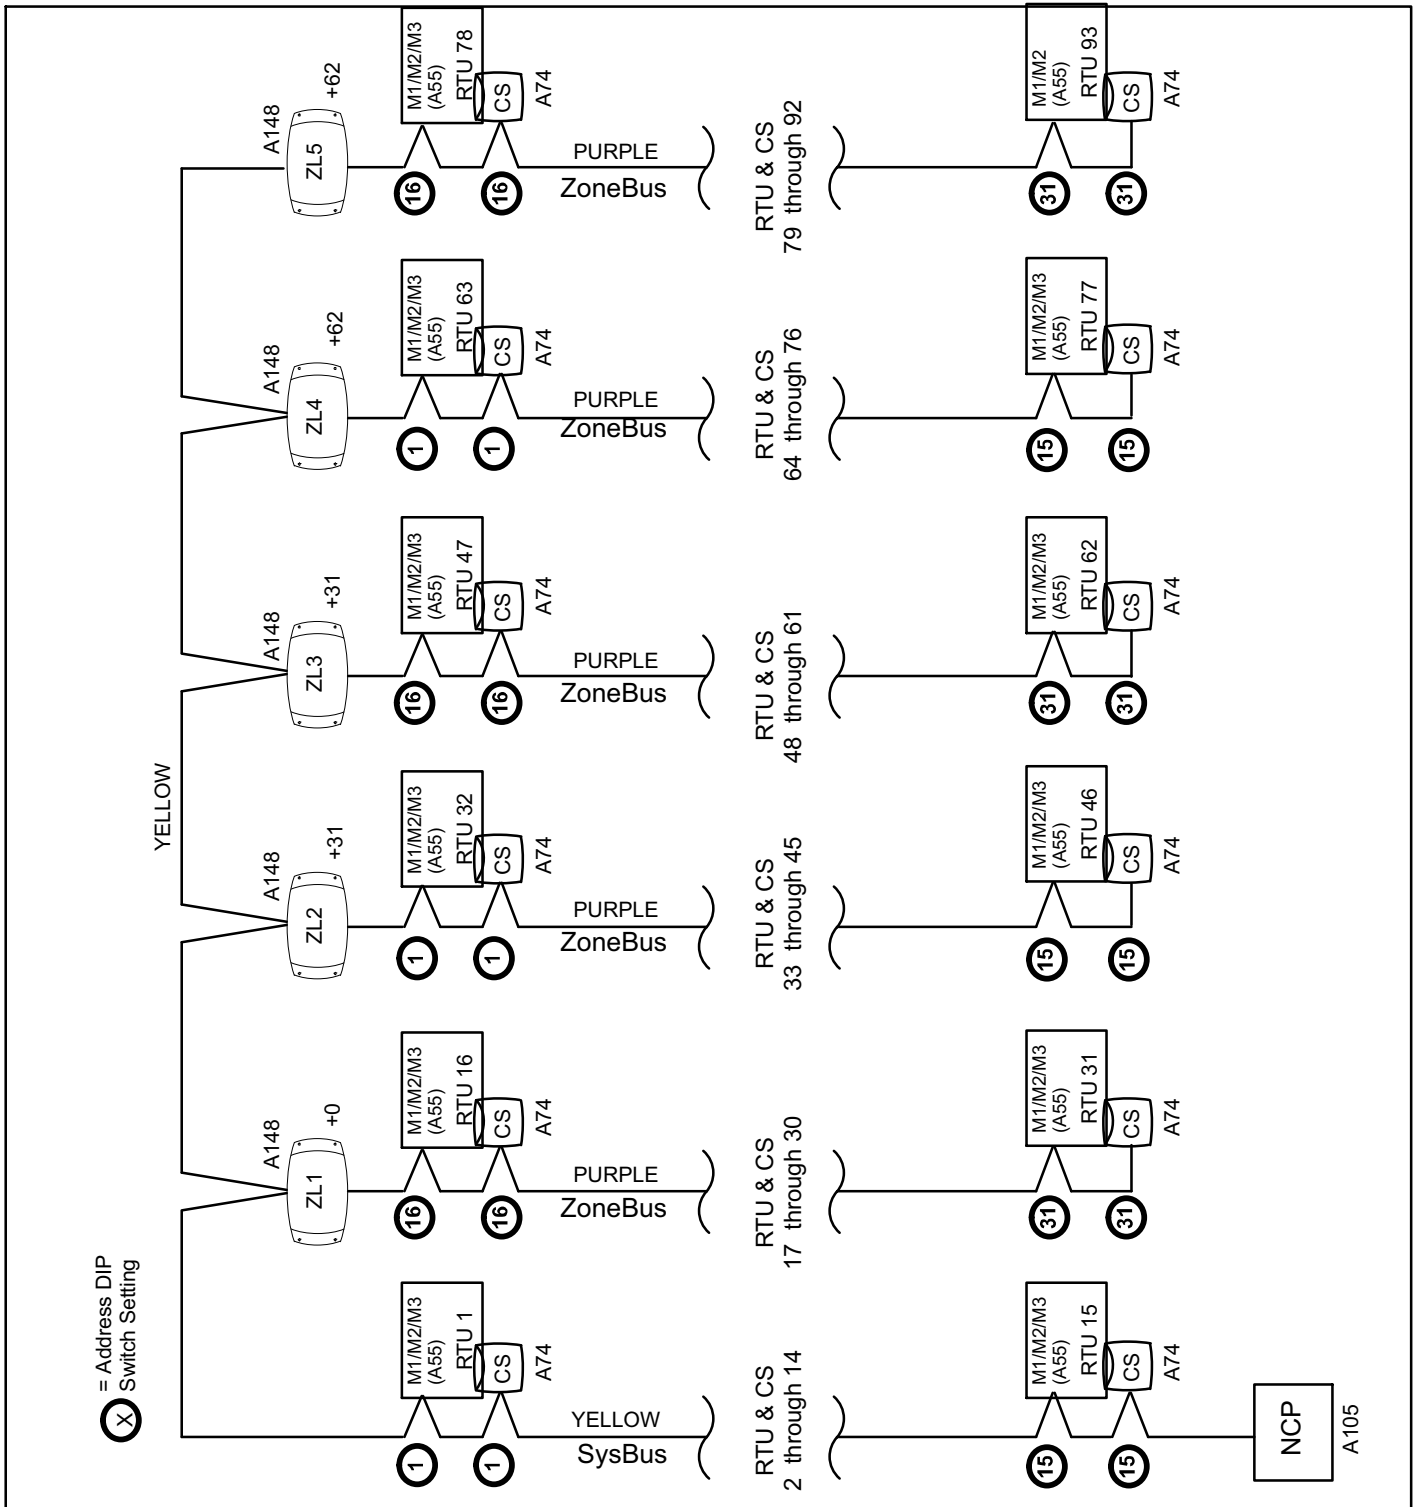 X = Address DIP
Switch Setting
YELLOW
A148
ZL1
+0
A148
ZL2
+31
A148
ZL3
+31
A148
ZL4
+62
A148
ZL5
+62
M1/M2/M3
(A55)
RTU 1
CS
A74
1
1
YELLOW
SysBus
RTU & CS
2 through 14
M1/M2/M3
(A55)
RTU 15
CS
A74
15
15
NCP
A105
M1/M2/M3
(A55)
RTU 16
CS
A74
16
16
PURPLE
ZoneBus
RTU & CS
17 through 30
M1/M2/M3
(A55)
RTU 31
CS
A74
31
31
M1/M2/M3
(A55)
RTU 32
CS
A74
1
1
PURPLE
ZoneBus
RTU & CS
33 through 45
M1/M2/M3
(A55)
RTU 46
CS
A74
15
15
M1/M2/M3
(A55)
RTU 47
CS
A74
16
16
PURPLE
ZoneBus
RTU & CS
48 through 61
M1/M2/M3
(A55)
RTU 62
CS
A74
31
31
M1/M2/M3
(A55)
RTU 63
CS
A74
1
1
PURPLE
ZoneBus
RTU & CS
64 through 76
M1/M2/M3
(A55)
RTU 77
CS
A74
15
15
M1/M2/M3
(A55)
RTU 78
CS
A74
16
16
PURPLE
ZoneBus
RTU & CS
79 through 92
M1/M2
(A55)
RTU 93
CS
A74
31
31